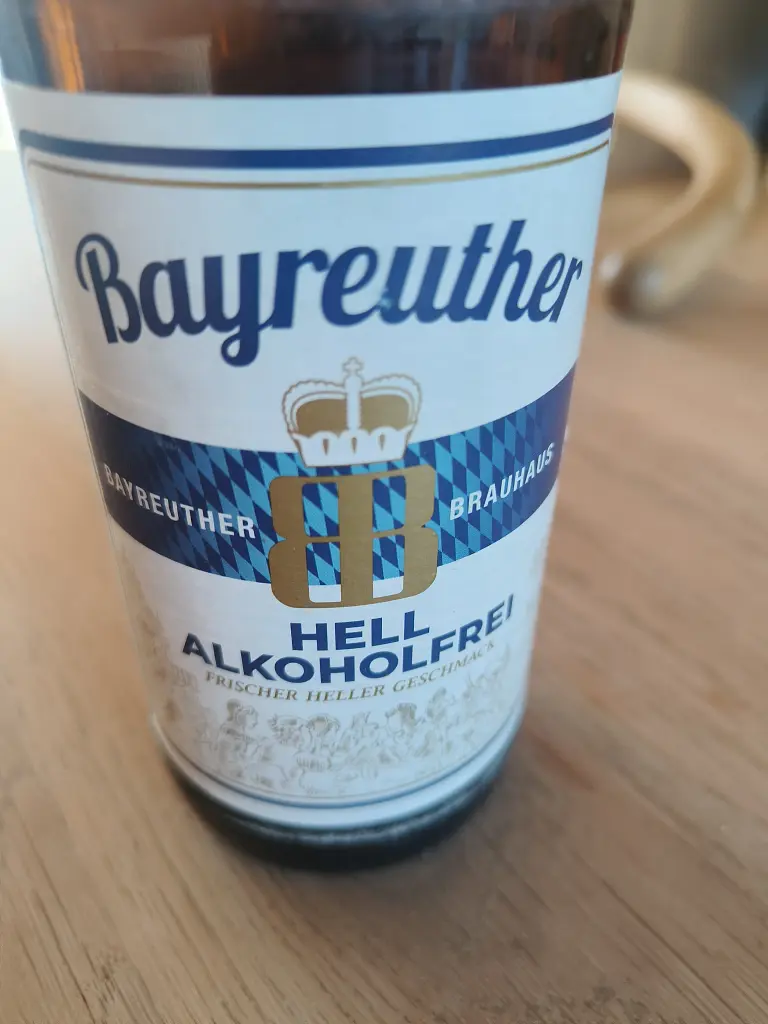 Bayreuther
BAYREUTHER BRAUHAUS
HELL
ALKOHOLFREI
FRISCHER HELLER GESCHMACK